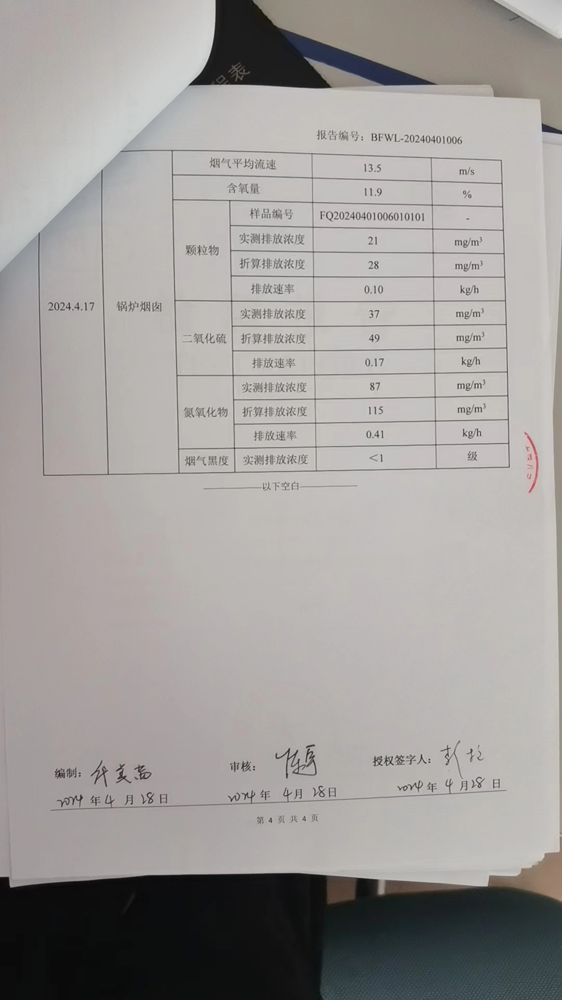 程表
报告编号：BFWL-20240401006
烟气平均流速 13.5 m/s
含氧量 11.9 %
样品编号 FQ20240401006010101 -
颗粒物 实测排放浓度 21 mg/m³
折算排放浓度 28 mg/m³
排放速率 0.10 kg/h
2024.4.17 锅炉烟囱
二氧化硫 实测排放浓度 37 mg/m³
折算排放浓度 49 mg/m³
排放速率 0.17 kg/h
氮氧化物 实测排放浓度 87 mg/m³
折算排放浓度 115 mg/m³
排放速率 0.41 kg/h
烟气黑度 实测排放浓度 ＜1 级
以下空白
编制： 审核： 授权签字人：
2024 年 4 月 28 日 2024 年 4 月 28 日 2024 年 4 月 28 日
第 4 页 共 4 页